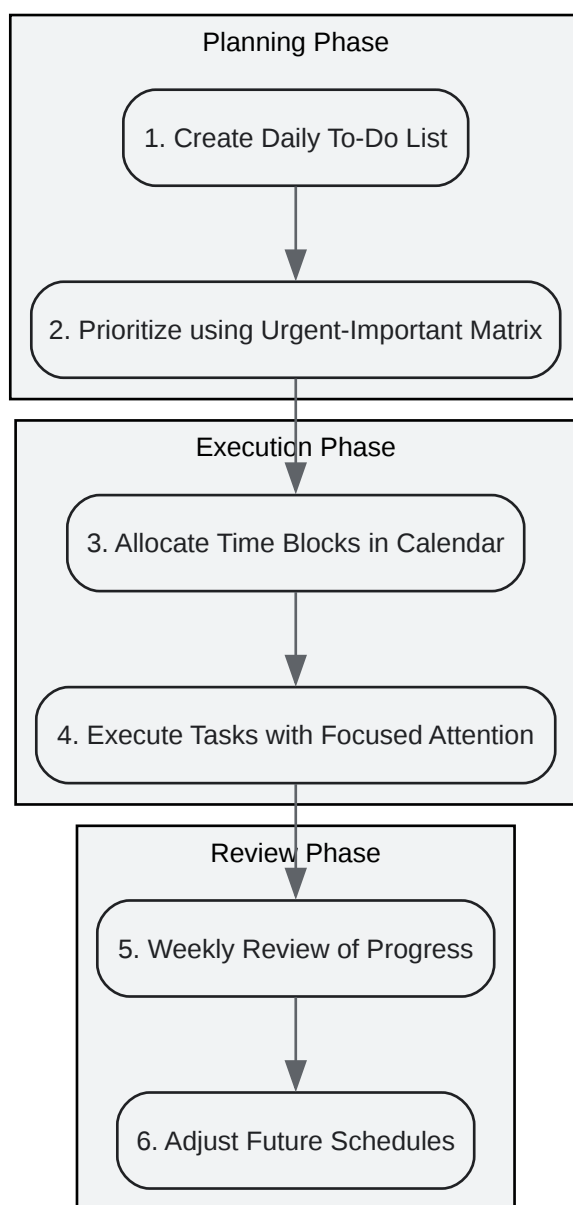 Planning Phase
1. Create Daily To-Do List
2. Prioritize using Urgent-Important Matrix
Execution Phase
3. Allocate Time Blocks in Calendar
4. Execute Tasks with Focused Attention
Review Phase
5. Weekly Review of Progress
6. Adjust Future Schedules